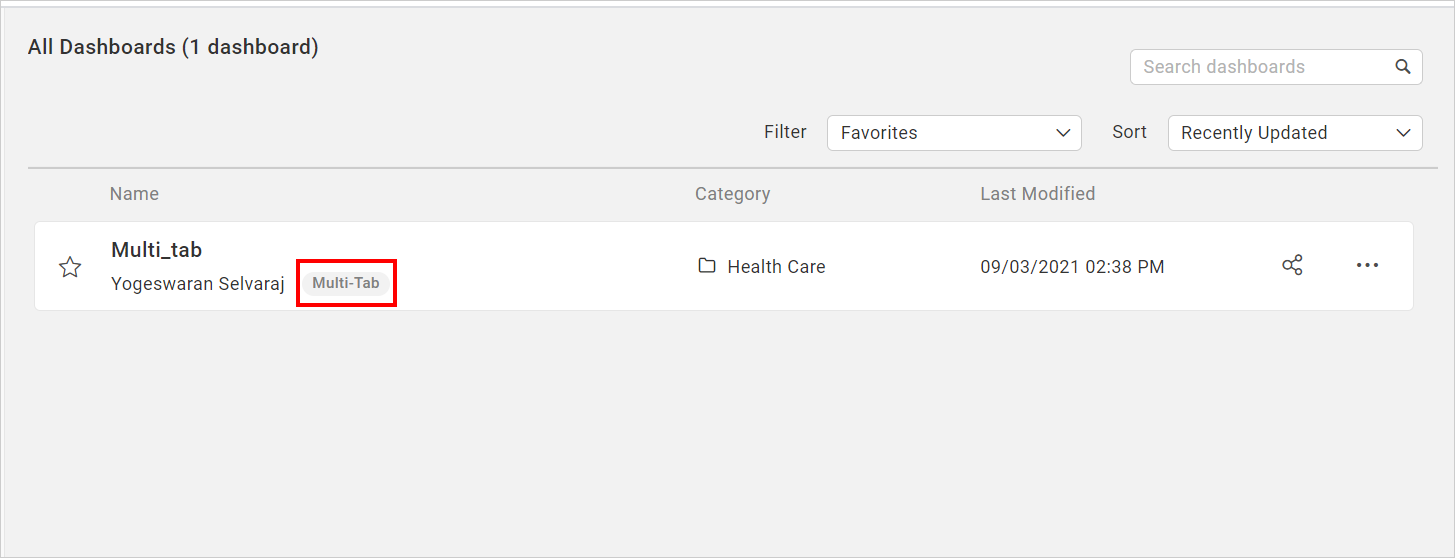 All Dashboards (1 dashboard)
Search dashboards
Filter Favorites Sort Recently Updated
Name Category Last Modified
Multi_tab
Yogeswaran Selvaraj Multi-Tab Health Care 09/03/2021 02:38 PM